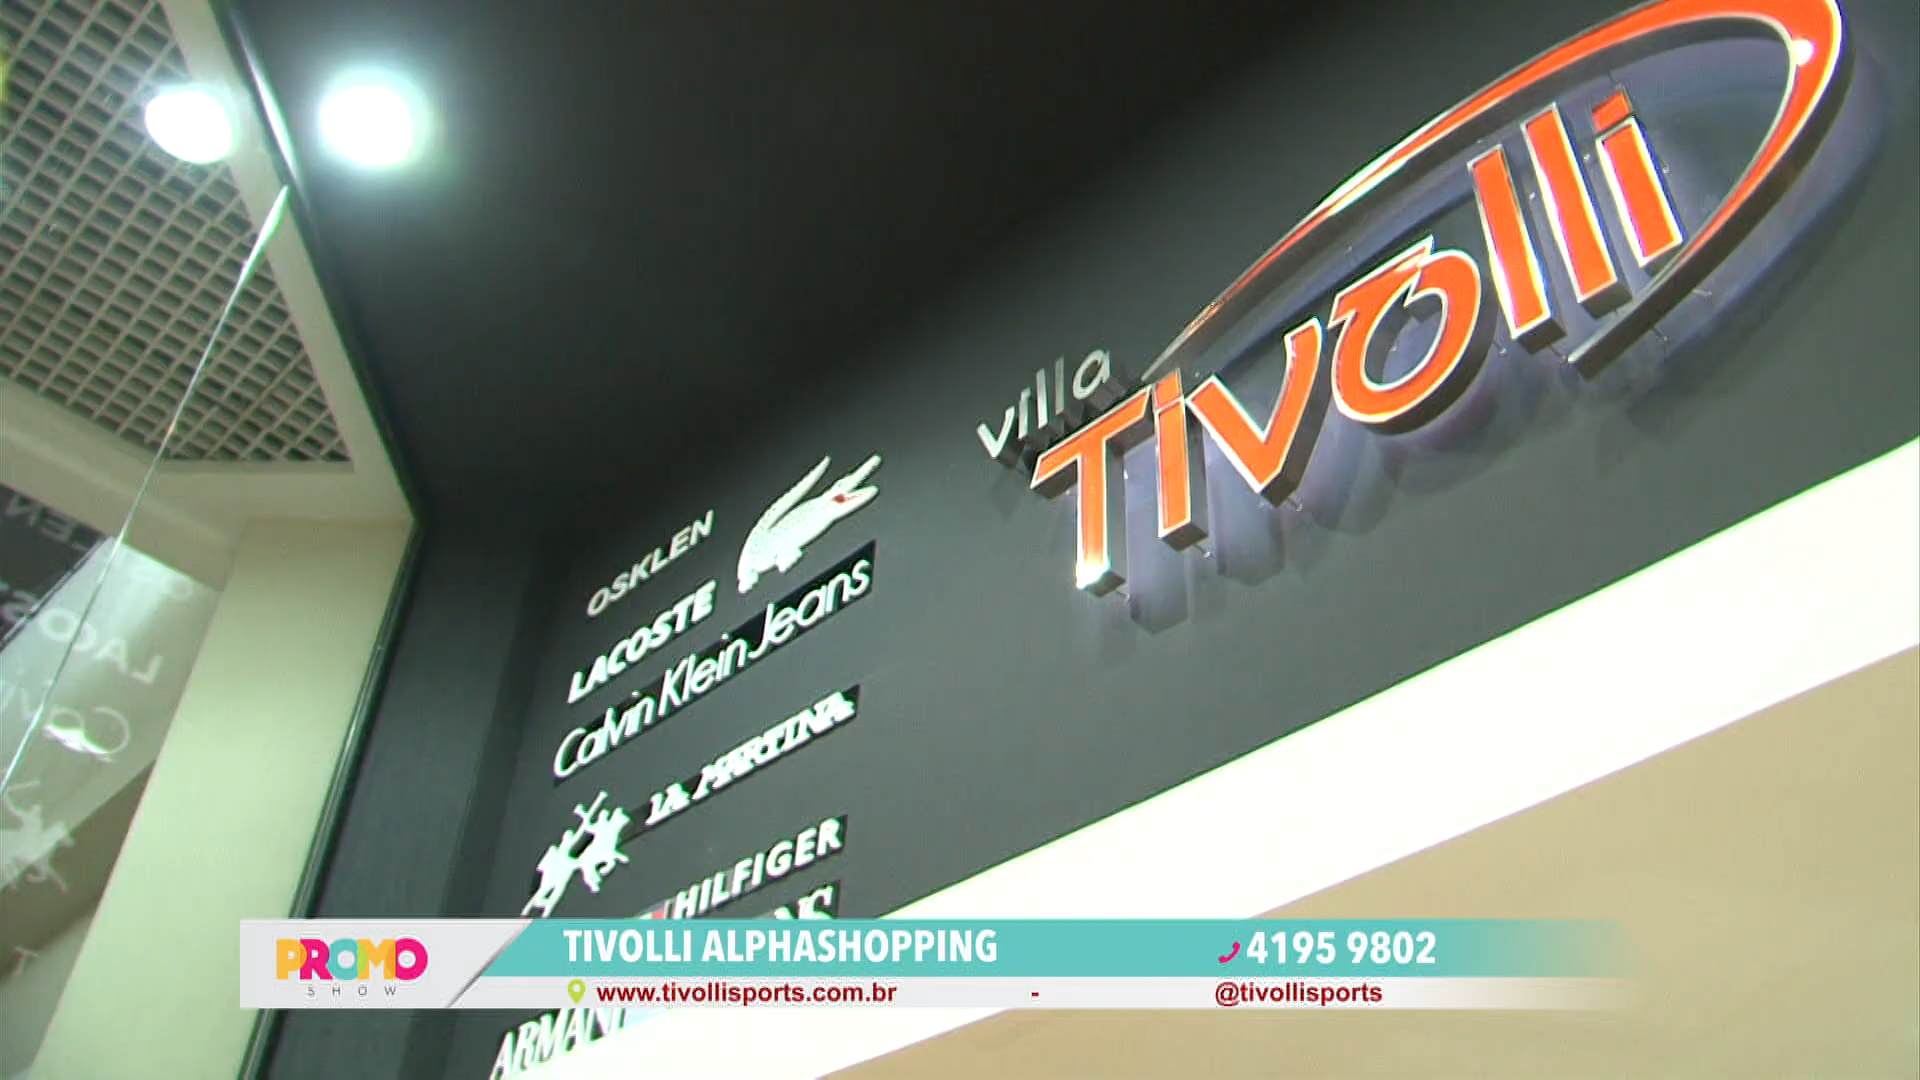 villa
Tivolli
OSKLEN
LACOSTE
Calvin Klein Jeans
LA MARTINA
HILFIGER
PROMO
SHOW
TIVOLLI ALPHASHOPPING
4195 9802
www.tivollisports.com.br - @tivollisports
ARMANI